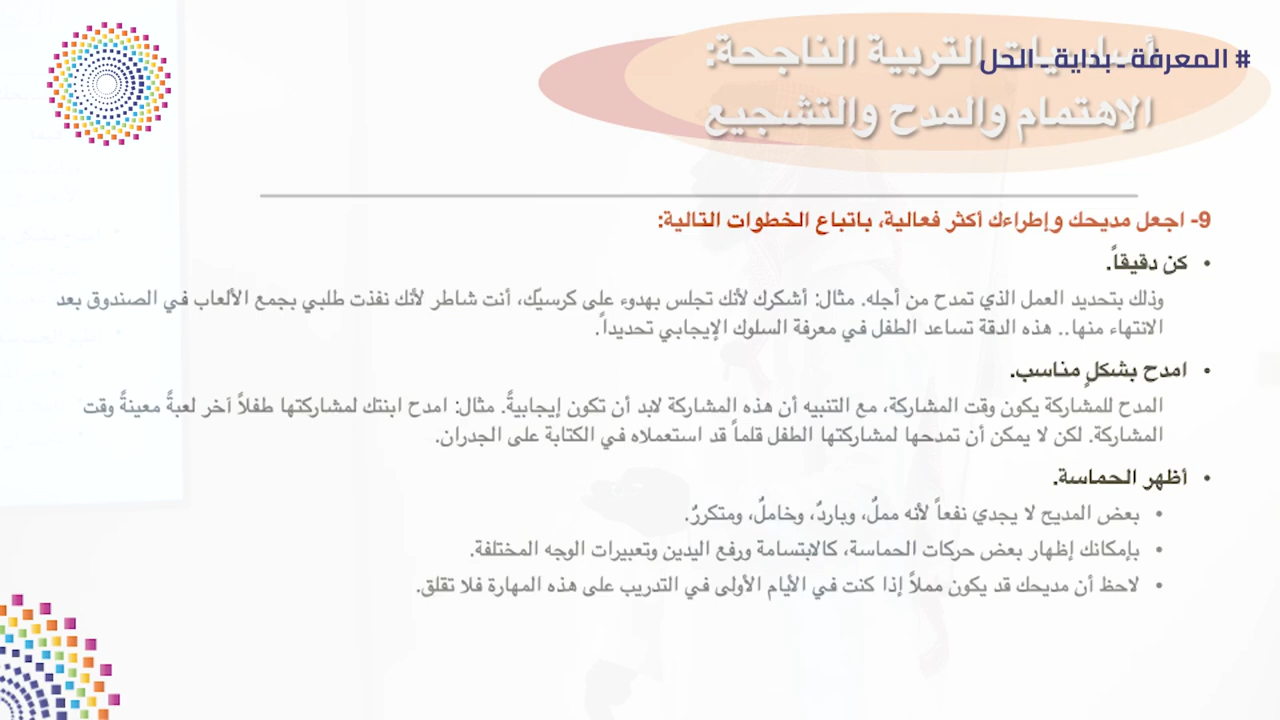 # المعرفة ـ بداية ـ الحل
أساسيات التربية الناجحة:
الاهتمام والمدح والتشجيع
9- اجعل مديحك وإطراءك أكثر فعالية، باتباع الخطوات التالية:
• كن دقيقاً.
وذلك بتحديد العمل الذي تمدح من أجله. مثال: أشكرك لأنك تجلس بهدوء على كرسيّك، أنت شاطر لأنك نفذت طلبي بجمع الألعاب في الصندوق بعد
الانتهاء منها.. هذه الدقة تساعد الطفل في معرفة السلوك الإيجابي تحديداً.
• امدح بشكلٍ مناسب.
المدح للمشاركة يكون وقت المشاركة، مع التنبيه أن هذه المشاركة لابد أن تكون إيجابيةً. مثال: امدح ابنتك لمشاركتها طفلاً آخر لعبةً معينةً وقت
المشاركة. لكن لا يمكن أن تمدحها لمشاركتها الطفل قلماً قد استعملاه في الكتابة على الجدران.
• أظهر الحماسة.
• بعض المديح لا يجدي نفعاً لأنه مملٌ، وباردٌ، وخاملٌ، ومتكررٌ.
• بإمكانك إظهار بعض حركات الحماسة، كالابتسامة ورفع اليدين وتعبيرات الوجه المختلفة.
• لاحظ أن مديحك قد يكون مملاً إذا كنت في الأيام الأولى في التدريب على هذه المهارة فلا تقلق.